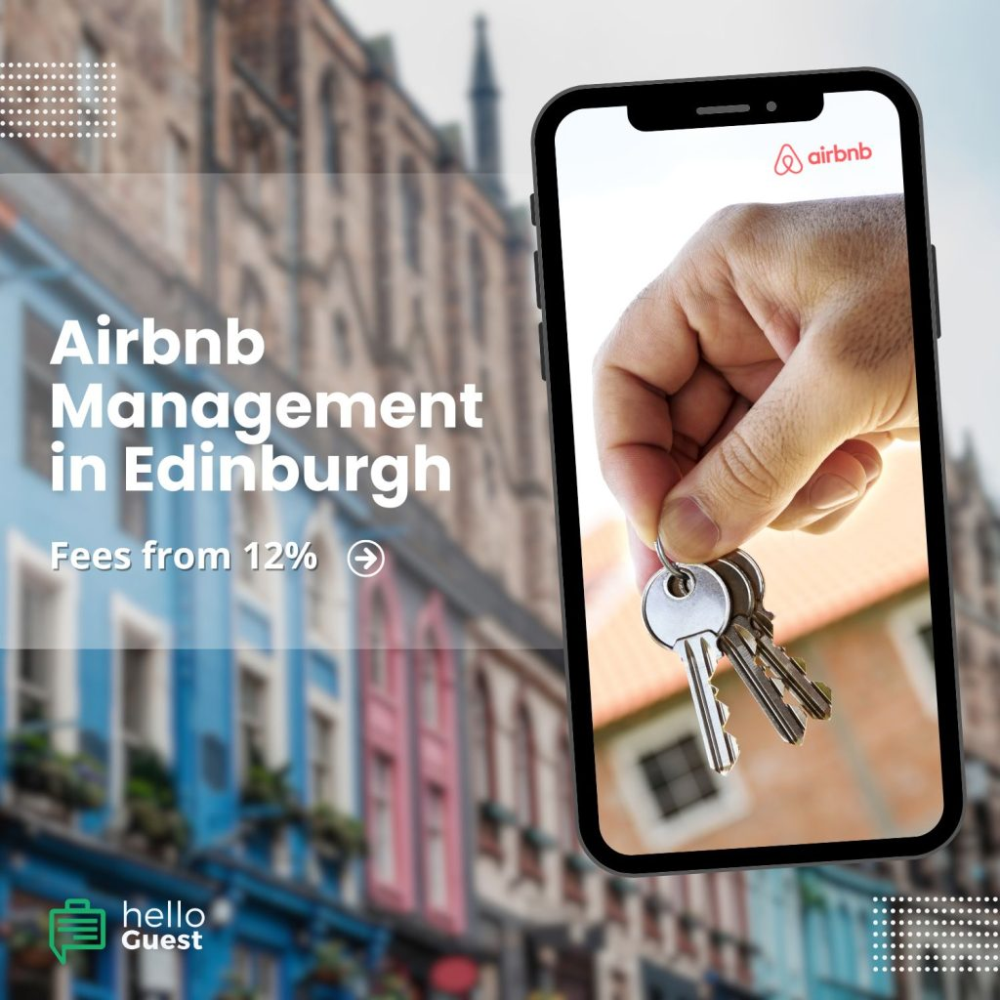 airbnb
Airbnb
Management
in Edinburgh
Fees from 12%
hello
Guest